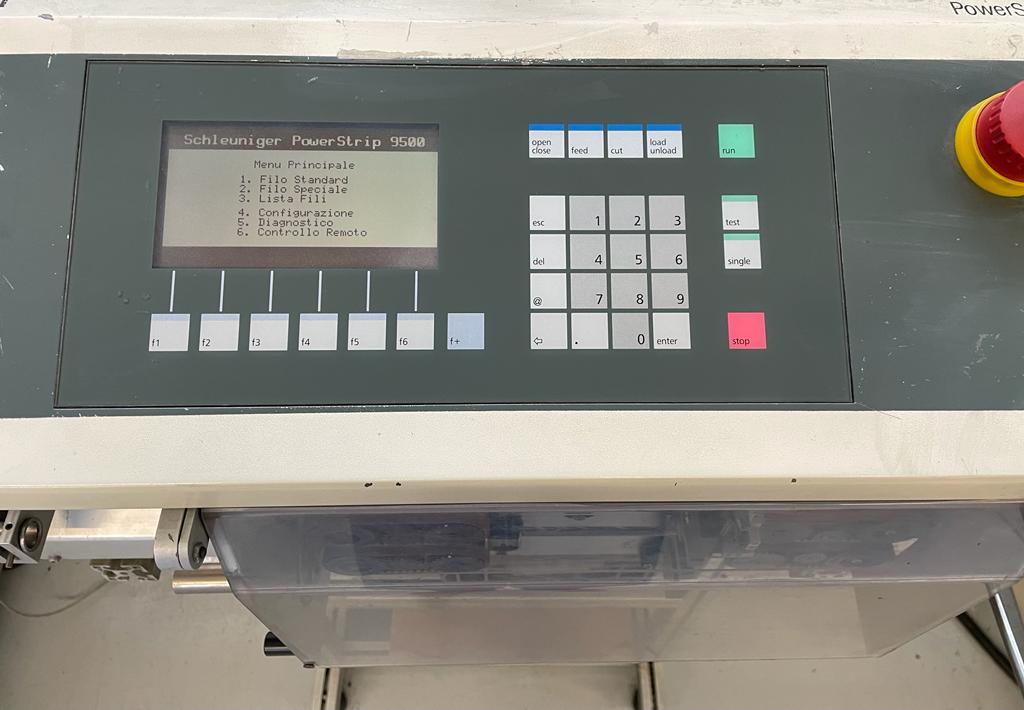 PowerS
Schleuniger PowerStrip 9500
Menu Principale
1. Filo Standard
2. Filo Speciale
3. Lista Fili
4. Configurazione
5. Diagnostico
6. Controllo Remoto
f1 f2 f3 f4 f5 f6 f+
open close
feed
cut
load unload
run
esc 1 2 3
del 4 5 6
@ 7 8 9
. 0 enter
test
single
stop